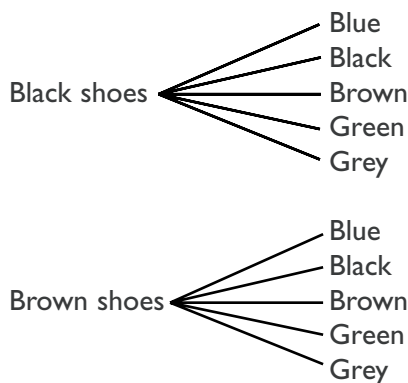 Blue
Black
Black shoes Brown
Green
Grey
Blue
Black
Brown shoes Brown
Green
Grey